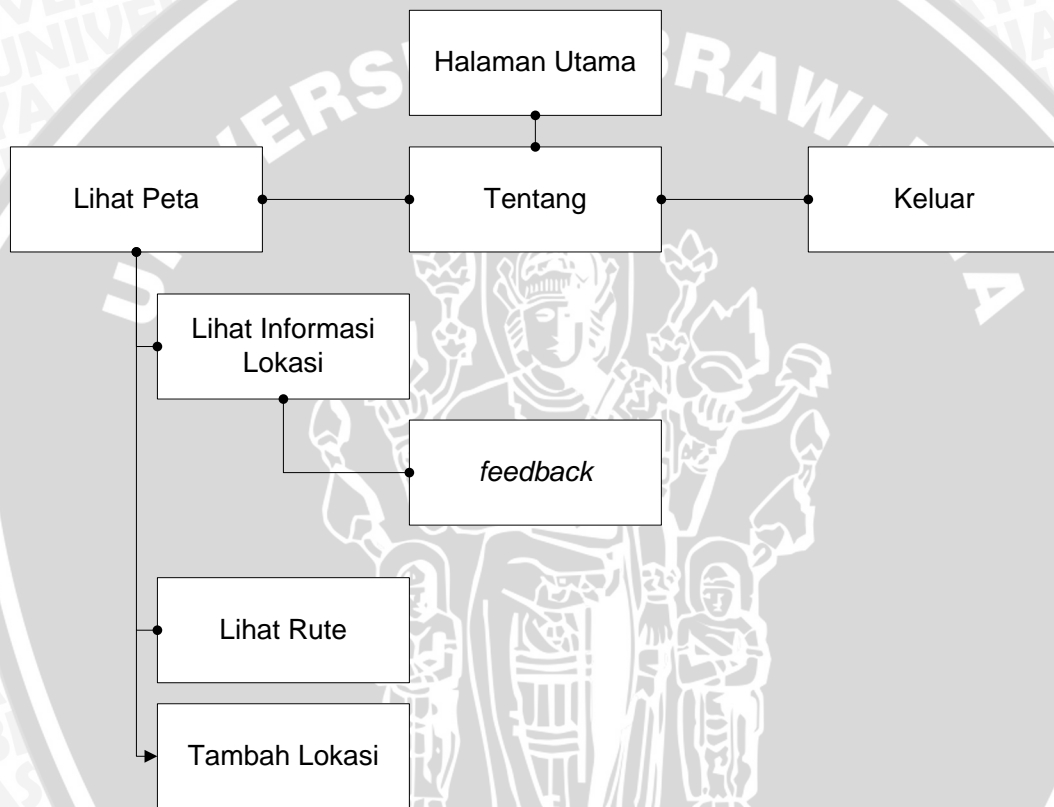 Halaman Utama
Lihat Peta
Tentang
Keluar
Lihat Informasi
Lokasi
feedback
Lihat Rute
Tambah Lokasi